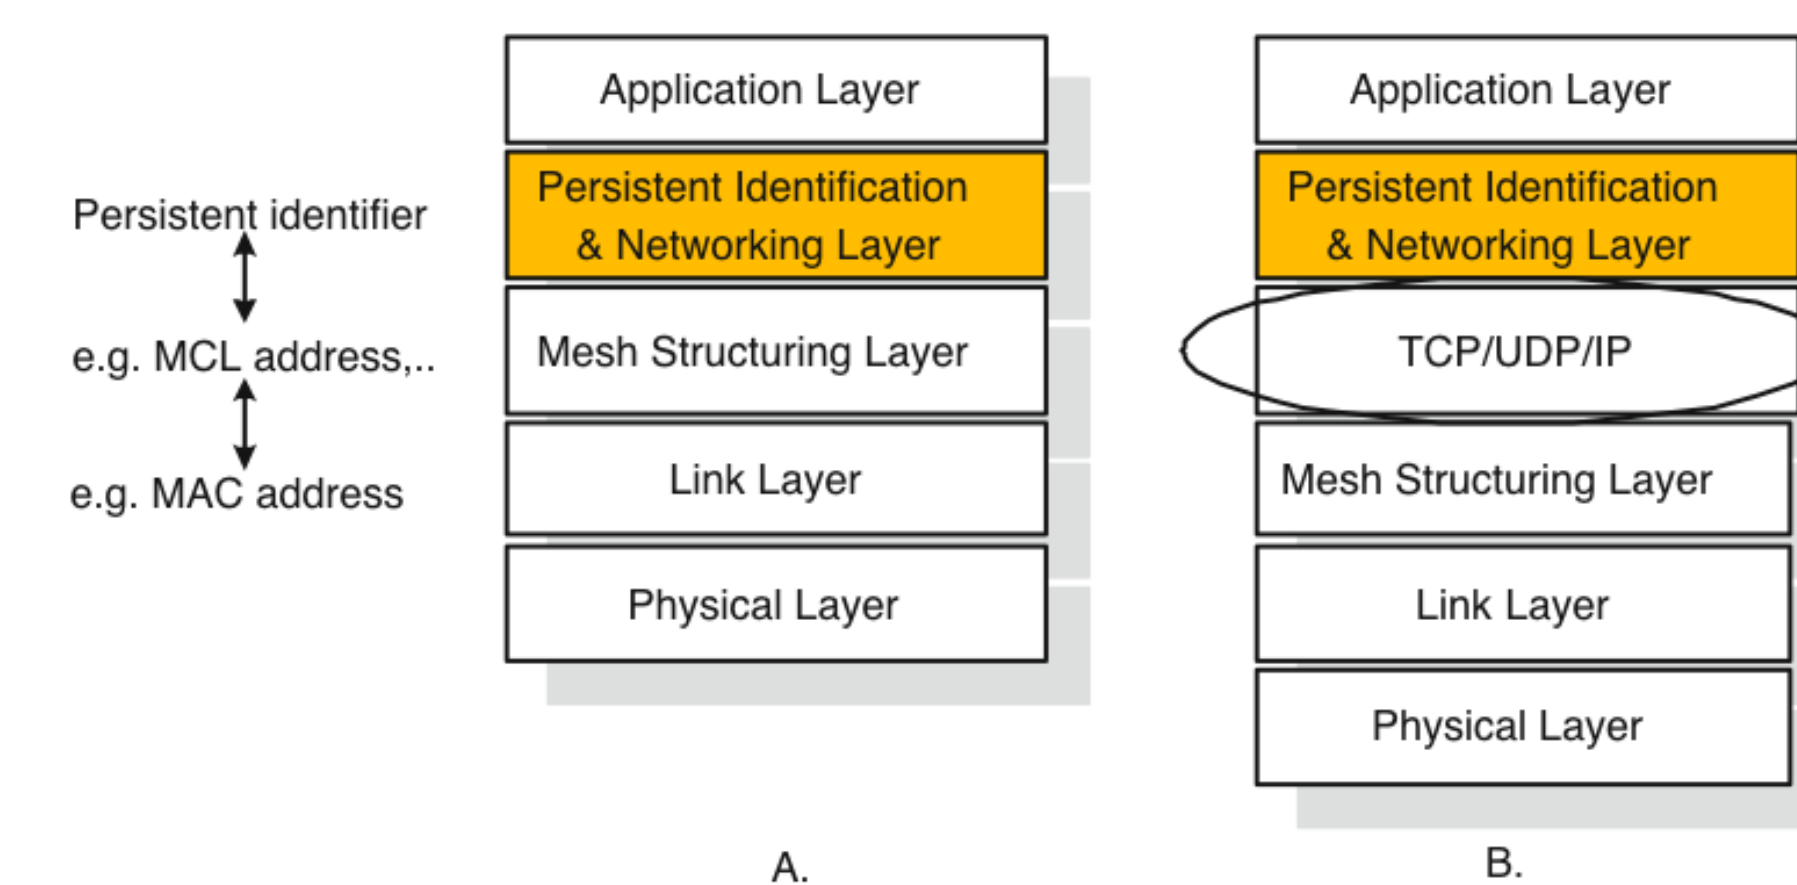 Persistent identifier
e.g. MCL address,..
e.g. MAC address
Application Layer
Persistent Identification
& Networking Layer
Mesh Structuring Layer
Link Layer
Physical Layer
A.
Application Layer
Persistent Identification
& Networking Layer
TCP/UDP/IP
Mesh Structuring Layer
Link Layer
Physical Layer
B.